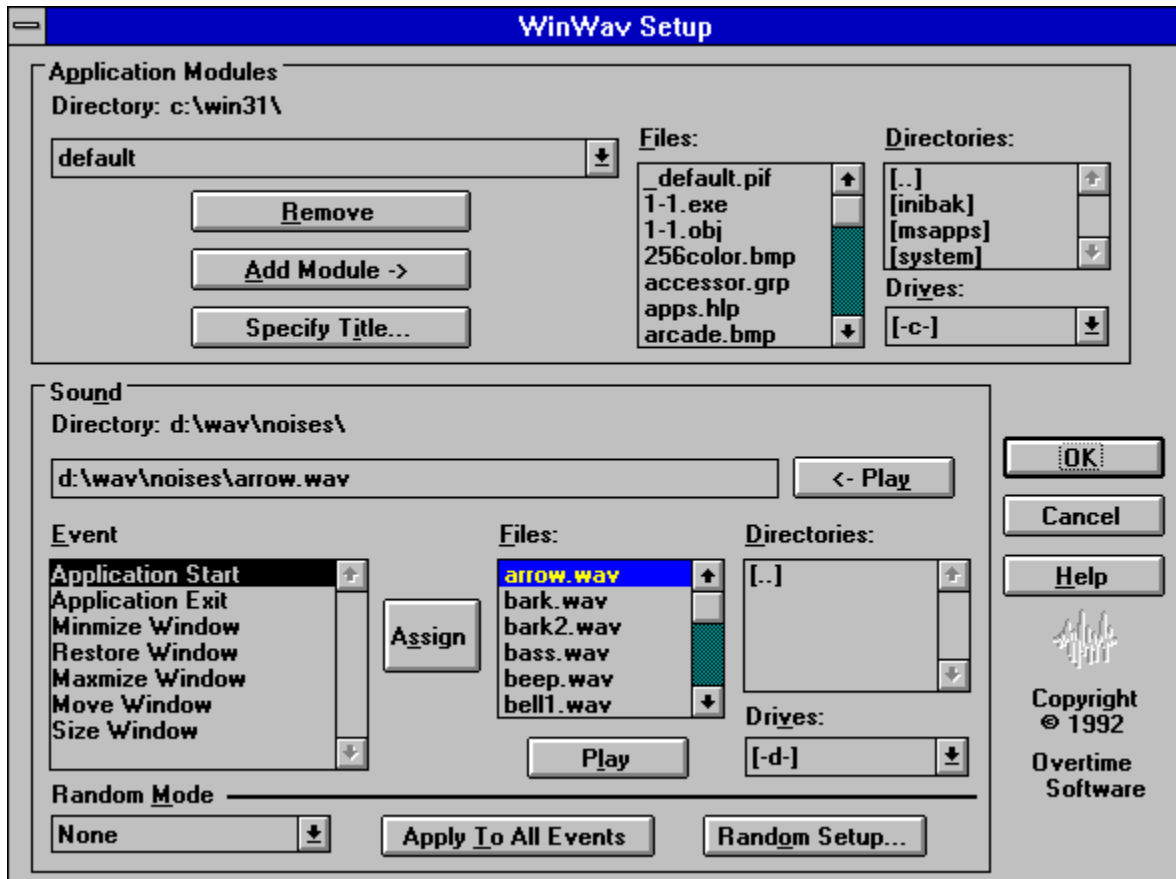 WinWav Setup
Application Modules
Directory: c:\win31\
default
Remove
Add Module ->
Specify Title...
Files:
_default.pif
1-1.exe
1-1.obj
256color.bmp
accessor.grp
apps.hlp
arcade.bmp
Directories:
[..]
[inibak]
[msapps]
[system]
Drives:
[-c-]
Sound
Directory: d:\wav\noises\
d:\wav\noises\arrow.wav
<- Play
Event
Application Start
Application Exit
Minmize Window
Restore Window
Maxmize Window
Move Window
Size Window
Assign
Files:
arrow.wav
bark.wav
bark2.wav
bass.wav
beep.wav
bell1.wav
Play
Directories:
[..]
Drives:
[-d-]
Random Mode
None
Apply To All Events
Random Setup...
OK
Cancel
Help
Copyright
© 1992
Overtime
Software